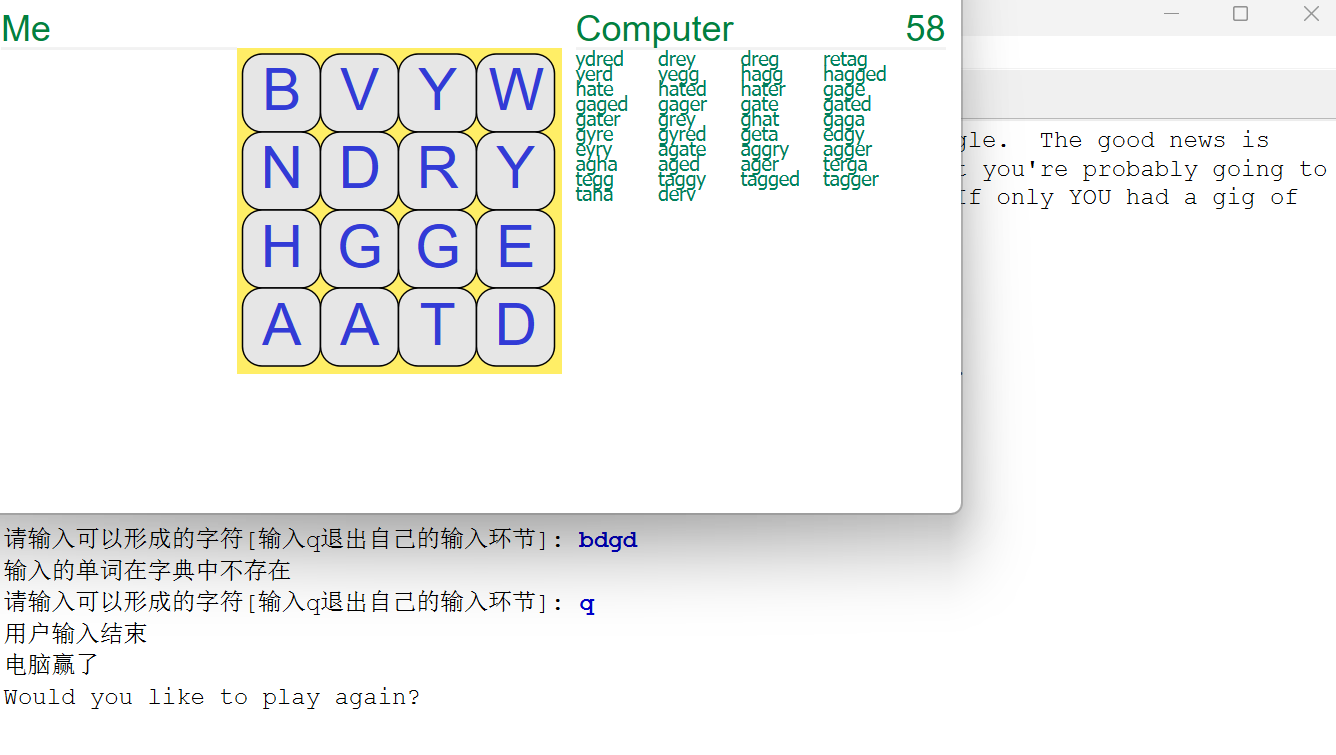 Me
Computer 58
B V Y W
N D R Y
H G G E
A A T D
ydred drey dreg retag
yerd yegg hagg hagged
hate hated hater gage
gaged gager gate gated
gater grey ghat gaga
gyre gyred geta edgy
eyry agate aggry agger
agha aged ager terga
tegg taggy tagged tagger
taha derv
gle. The good news is
t you're probably going to
If only YOU had a gig of
请输入可以形成的字符[输入q退出自己的输入环节]: bdgd
输入的单词在字典中不存在
请输入可以形成的字符[输入q退出自己的输入环节]: q
用户输入结束
电脑赢了
Would you like to play again?